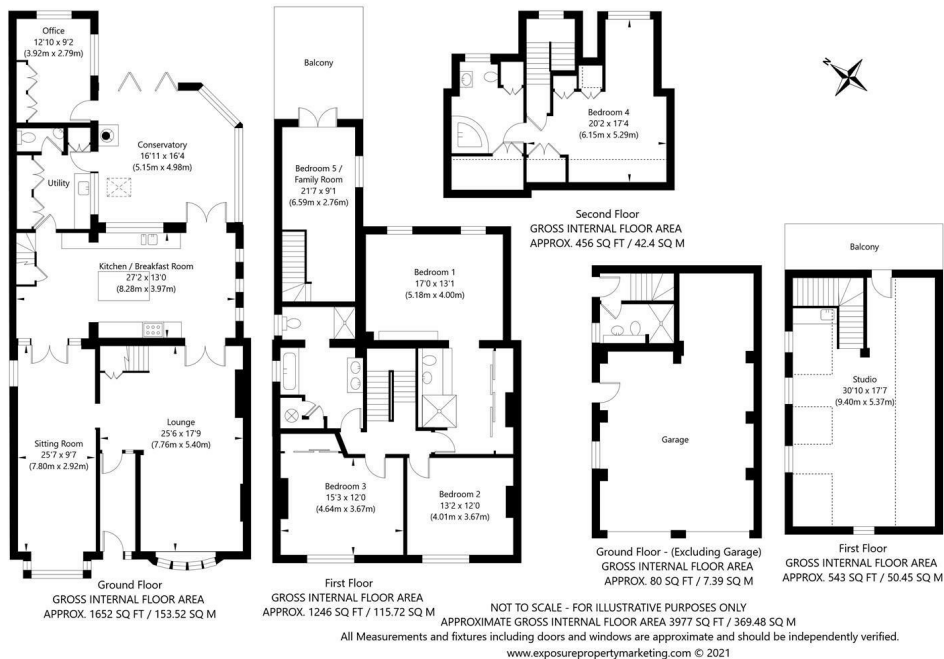 Office
12'10 x 9'2
(3.92m x 2.79m)
Conservatory
16'11 x 16'4
(5.15m x 4.98m)
Utility
Kitchen / Breakfast Room
27'2 x 13'0
(8.28m x 3.97m)
Lounge
25'6 x 17'9
(7.76m x 5.40m)
Sitting Room
25'7 x 9'7
(7.80m x 2.92m)
Ground Floor
GROSS INTERNAL FLOOR AREA
APPROX. 1652 SQ FT / 153.52 SQ M
Balcony
Bedroom 5 /
Family Room
21'7 x 9'1
(6.59m x 2.76m)
Bedroom 1
17'0 x 13'1
(5.18m x 4.00m)
Bedroom 3
15'3 x 12'0
(4.64m x 3.67m)
Bedroom 2
13'2 x 12'0
(4.01m x 3.67m)
First Floor
GROSS INTERNAL FLOOR AREA
APPROX. 1246 SQ FT / 115.72 SQ M
Bedroom 4
20'2 x 17'4
(6.15m x 5.29m)
Second Floor
GROSS INTERNAL FLOOR AREA
APPROX. 456 SQ FT / 42.4 SQ M
N
Garage
Ground Floor - (Excluding Garage)
GROSS INTERNAL FLOOR AREA
APPROX. 80 SQ FT / 7.39 SQ M
Balcony
Studio
30'10 x 17'7
(9.40m x 5.37m)
First Floor
GROSS INTERNAL FLOOR AREA
APPROX. 543 SQ FT / 50.45 SQ M
NOT TO SCALE - FOR ILLUSTRATIVE PURPOSES ONLY
APPROXIMATE GROSS INTERNAL FLOOR AREA 3977 SQ FT / 369.48 SQ M
All Measurements and fixtures including doors and windows are approximate and should be independently verified.
www.exposurepropertymarketing.com © 2021